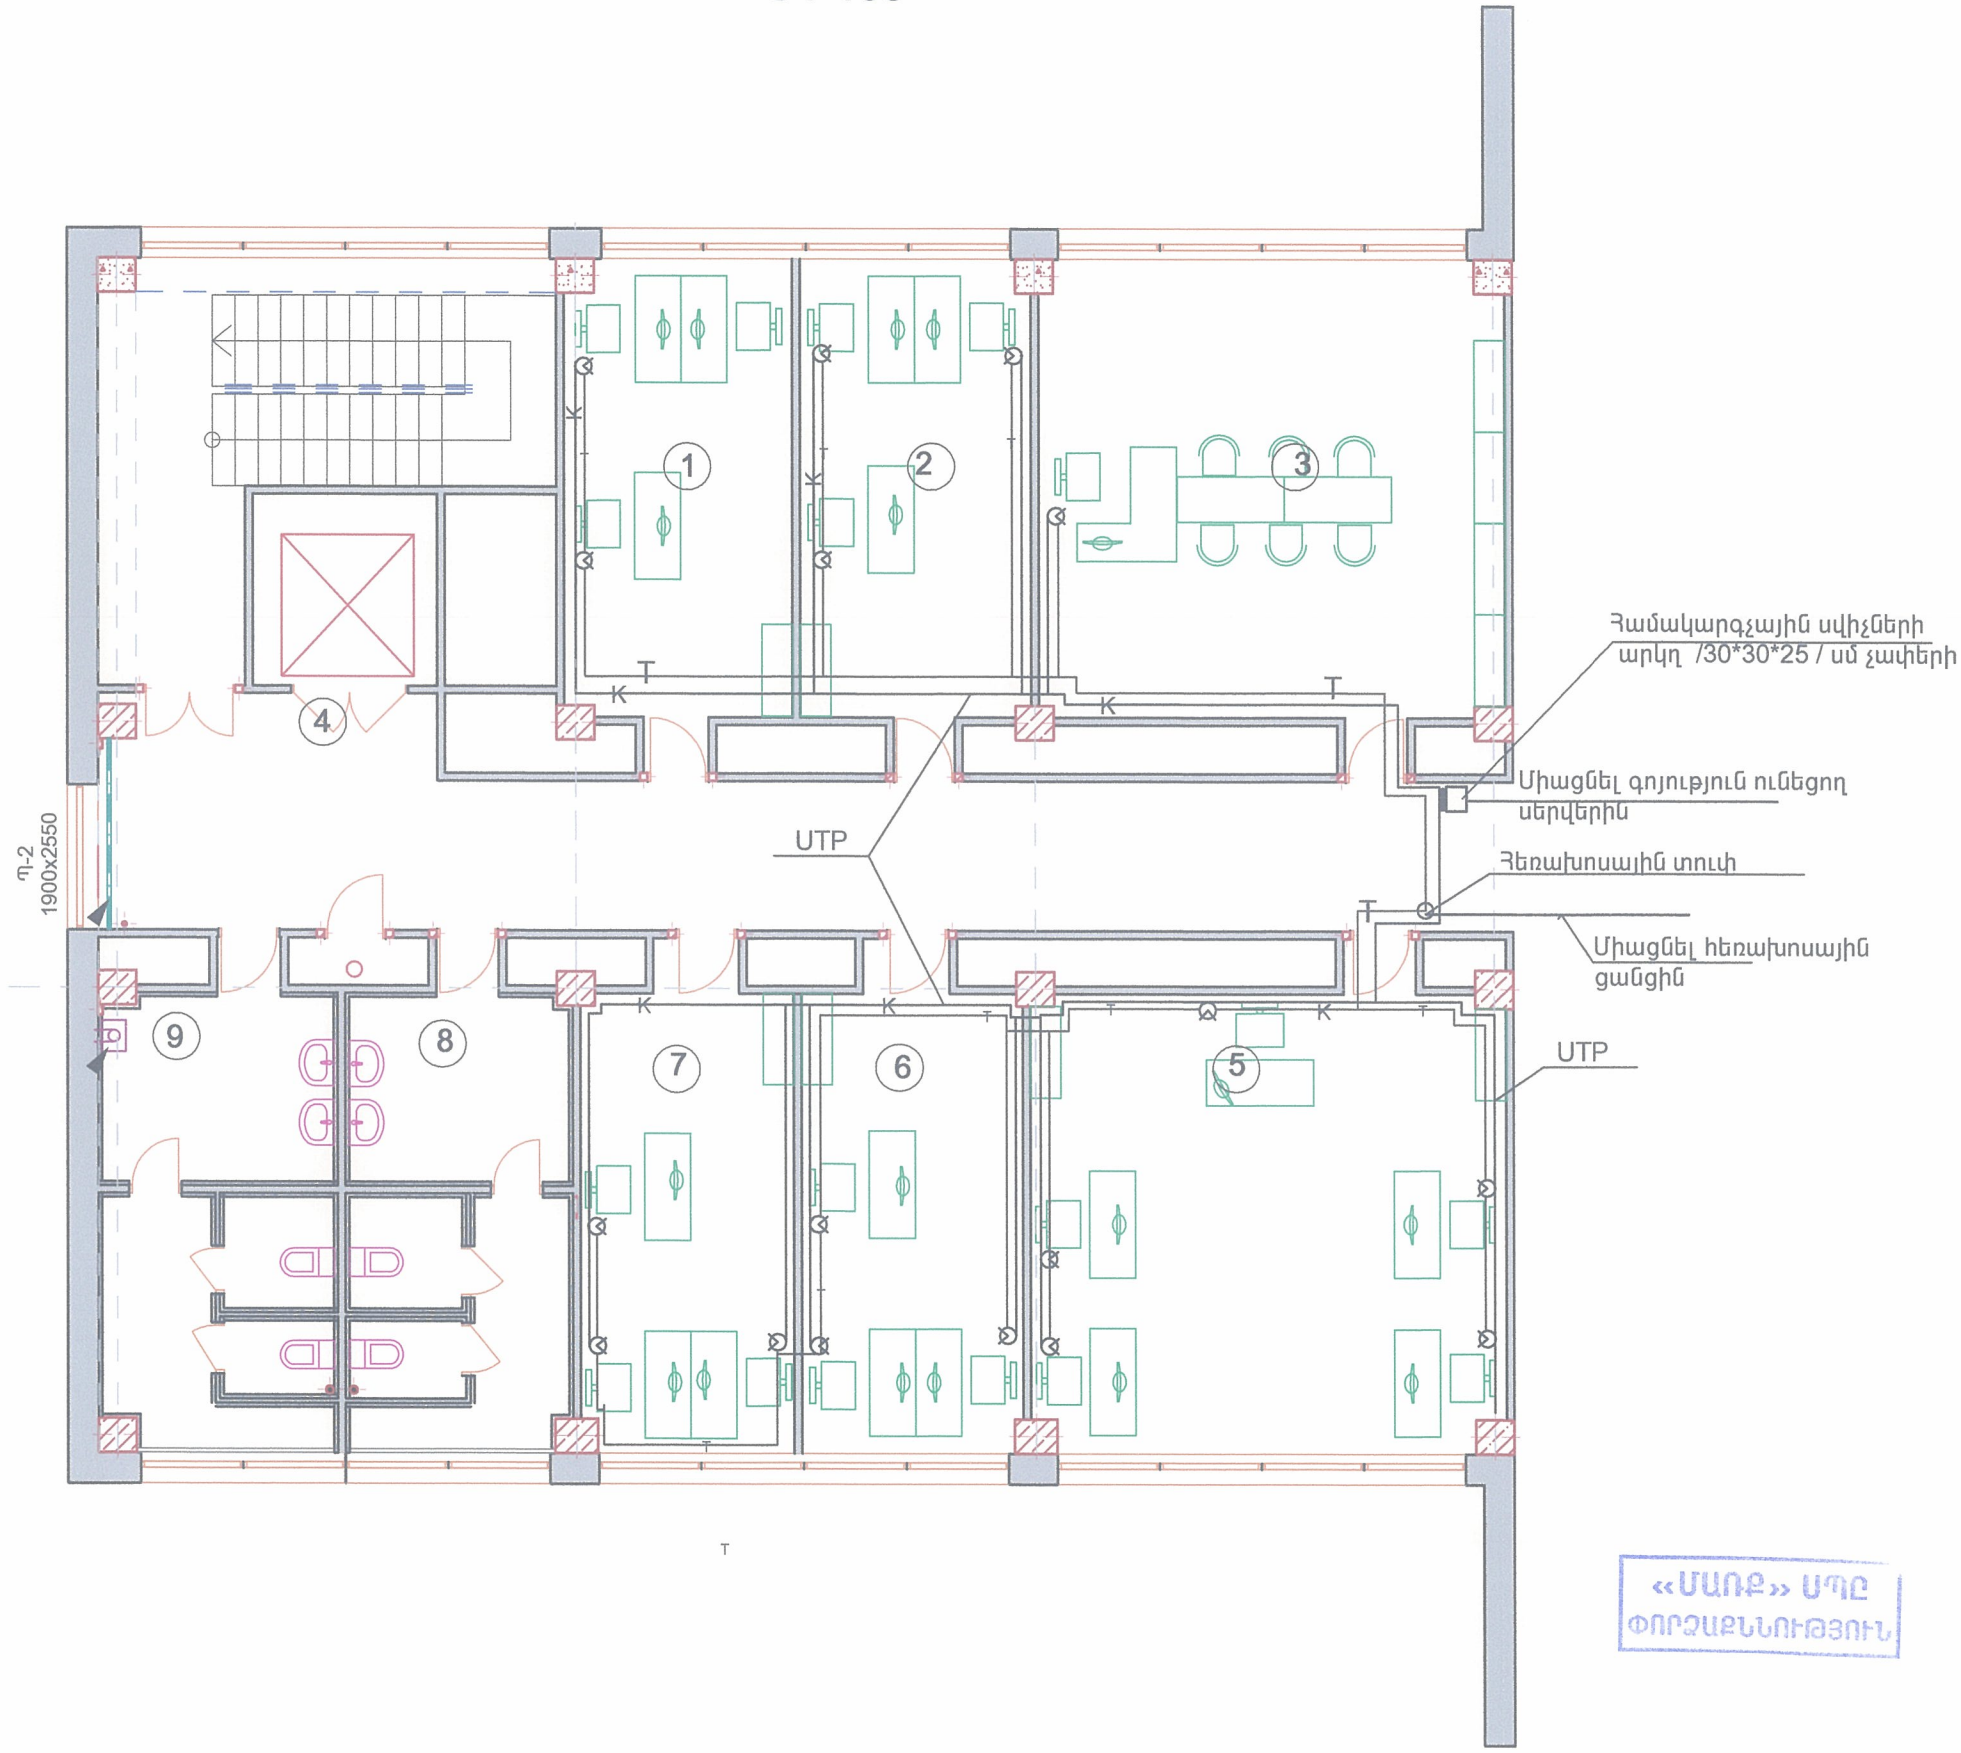 1
2
3
4
T
K
K
T
K
T
K
T
T
Համակարգչային սվիչների
արկղ /30*30*25 / սմ չափերի
Միացնել գոյություն ունեցող
սերվերին
UTP
Պ-2
1900x2550
Հեռախոսային տուփ
T
Միացնել հեռախոսային
ցանցին
9
8
7
6
5
K
K
T
T
K
T
UTP
T
T
«ՄԱՌՔ» ՍՊԸ
ՓՈՐՁԱՔՆՆՈՒԹՅՈՒՆ